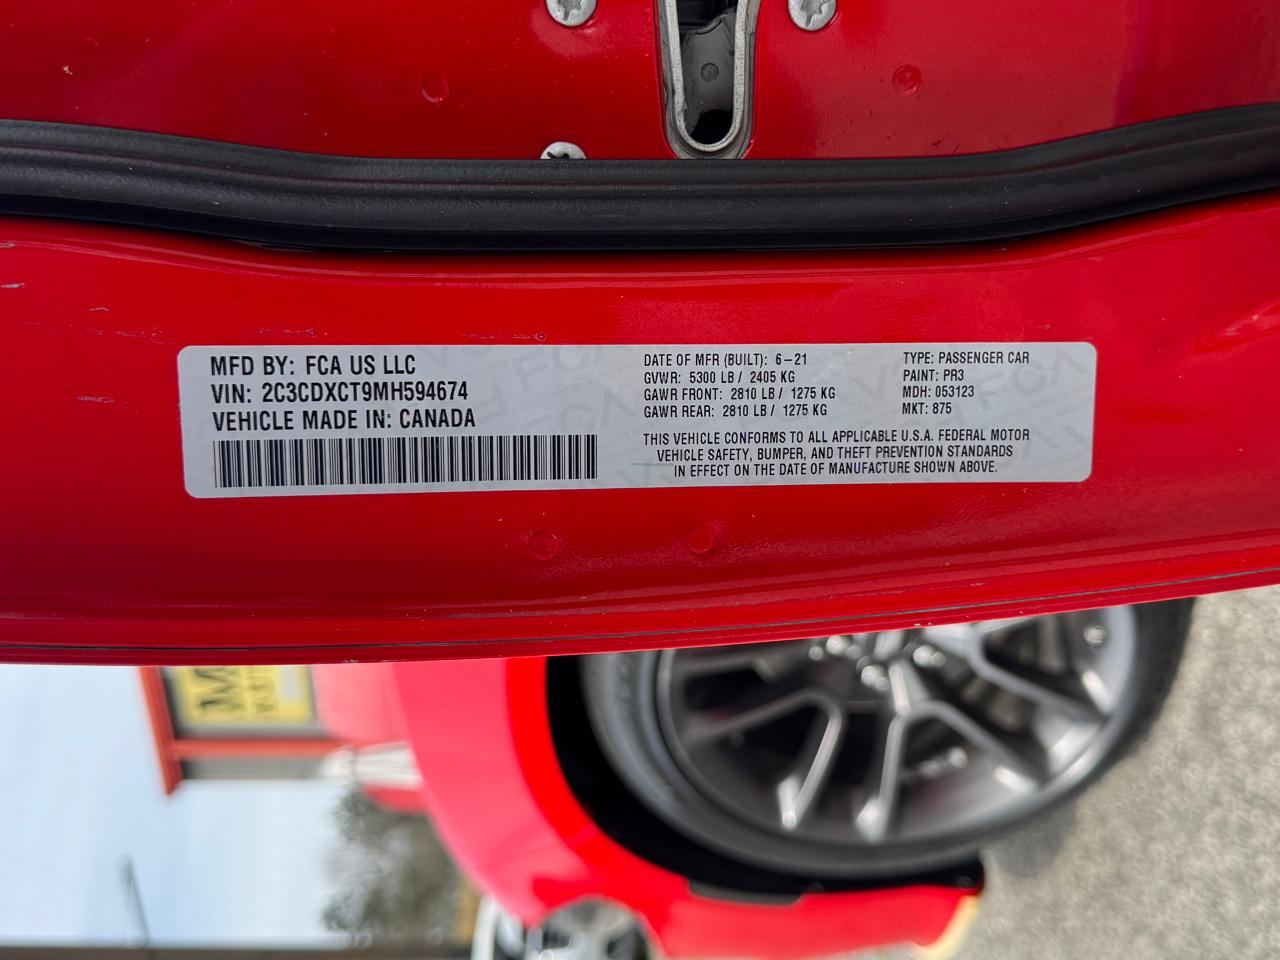 MFD BY: FCA US LLC
VIN: 2C3CDXCT9MH594674
VEHICLE MADE IN: CANADA
DATE OF MFR (BUILT): 6-21
GVWR: 5300 LB / 2405 KG
GAWR FRONT: 2810 LB / 1275 KG
GAWR REAR: 2810 LB / 1275 KG
TYPE: PASSENGER CAR
PAINT: PR3
MDH: 053123
MKT: 875
THIS VEHICLE CONFORMS TO ALL APPLICABLE U.S.A. FEDERAL MOTOR
VEHICLE SAFETY, BUMPER, AND THEFT PREVENTION STANDARDS
IN EFFECT ON THE DATE OF MANUFACTURE SHOWN ABOVE.